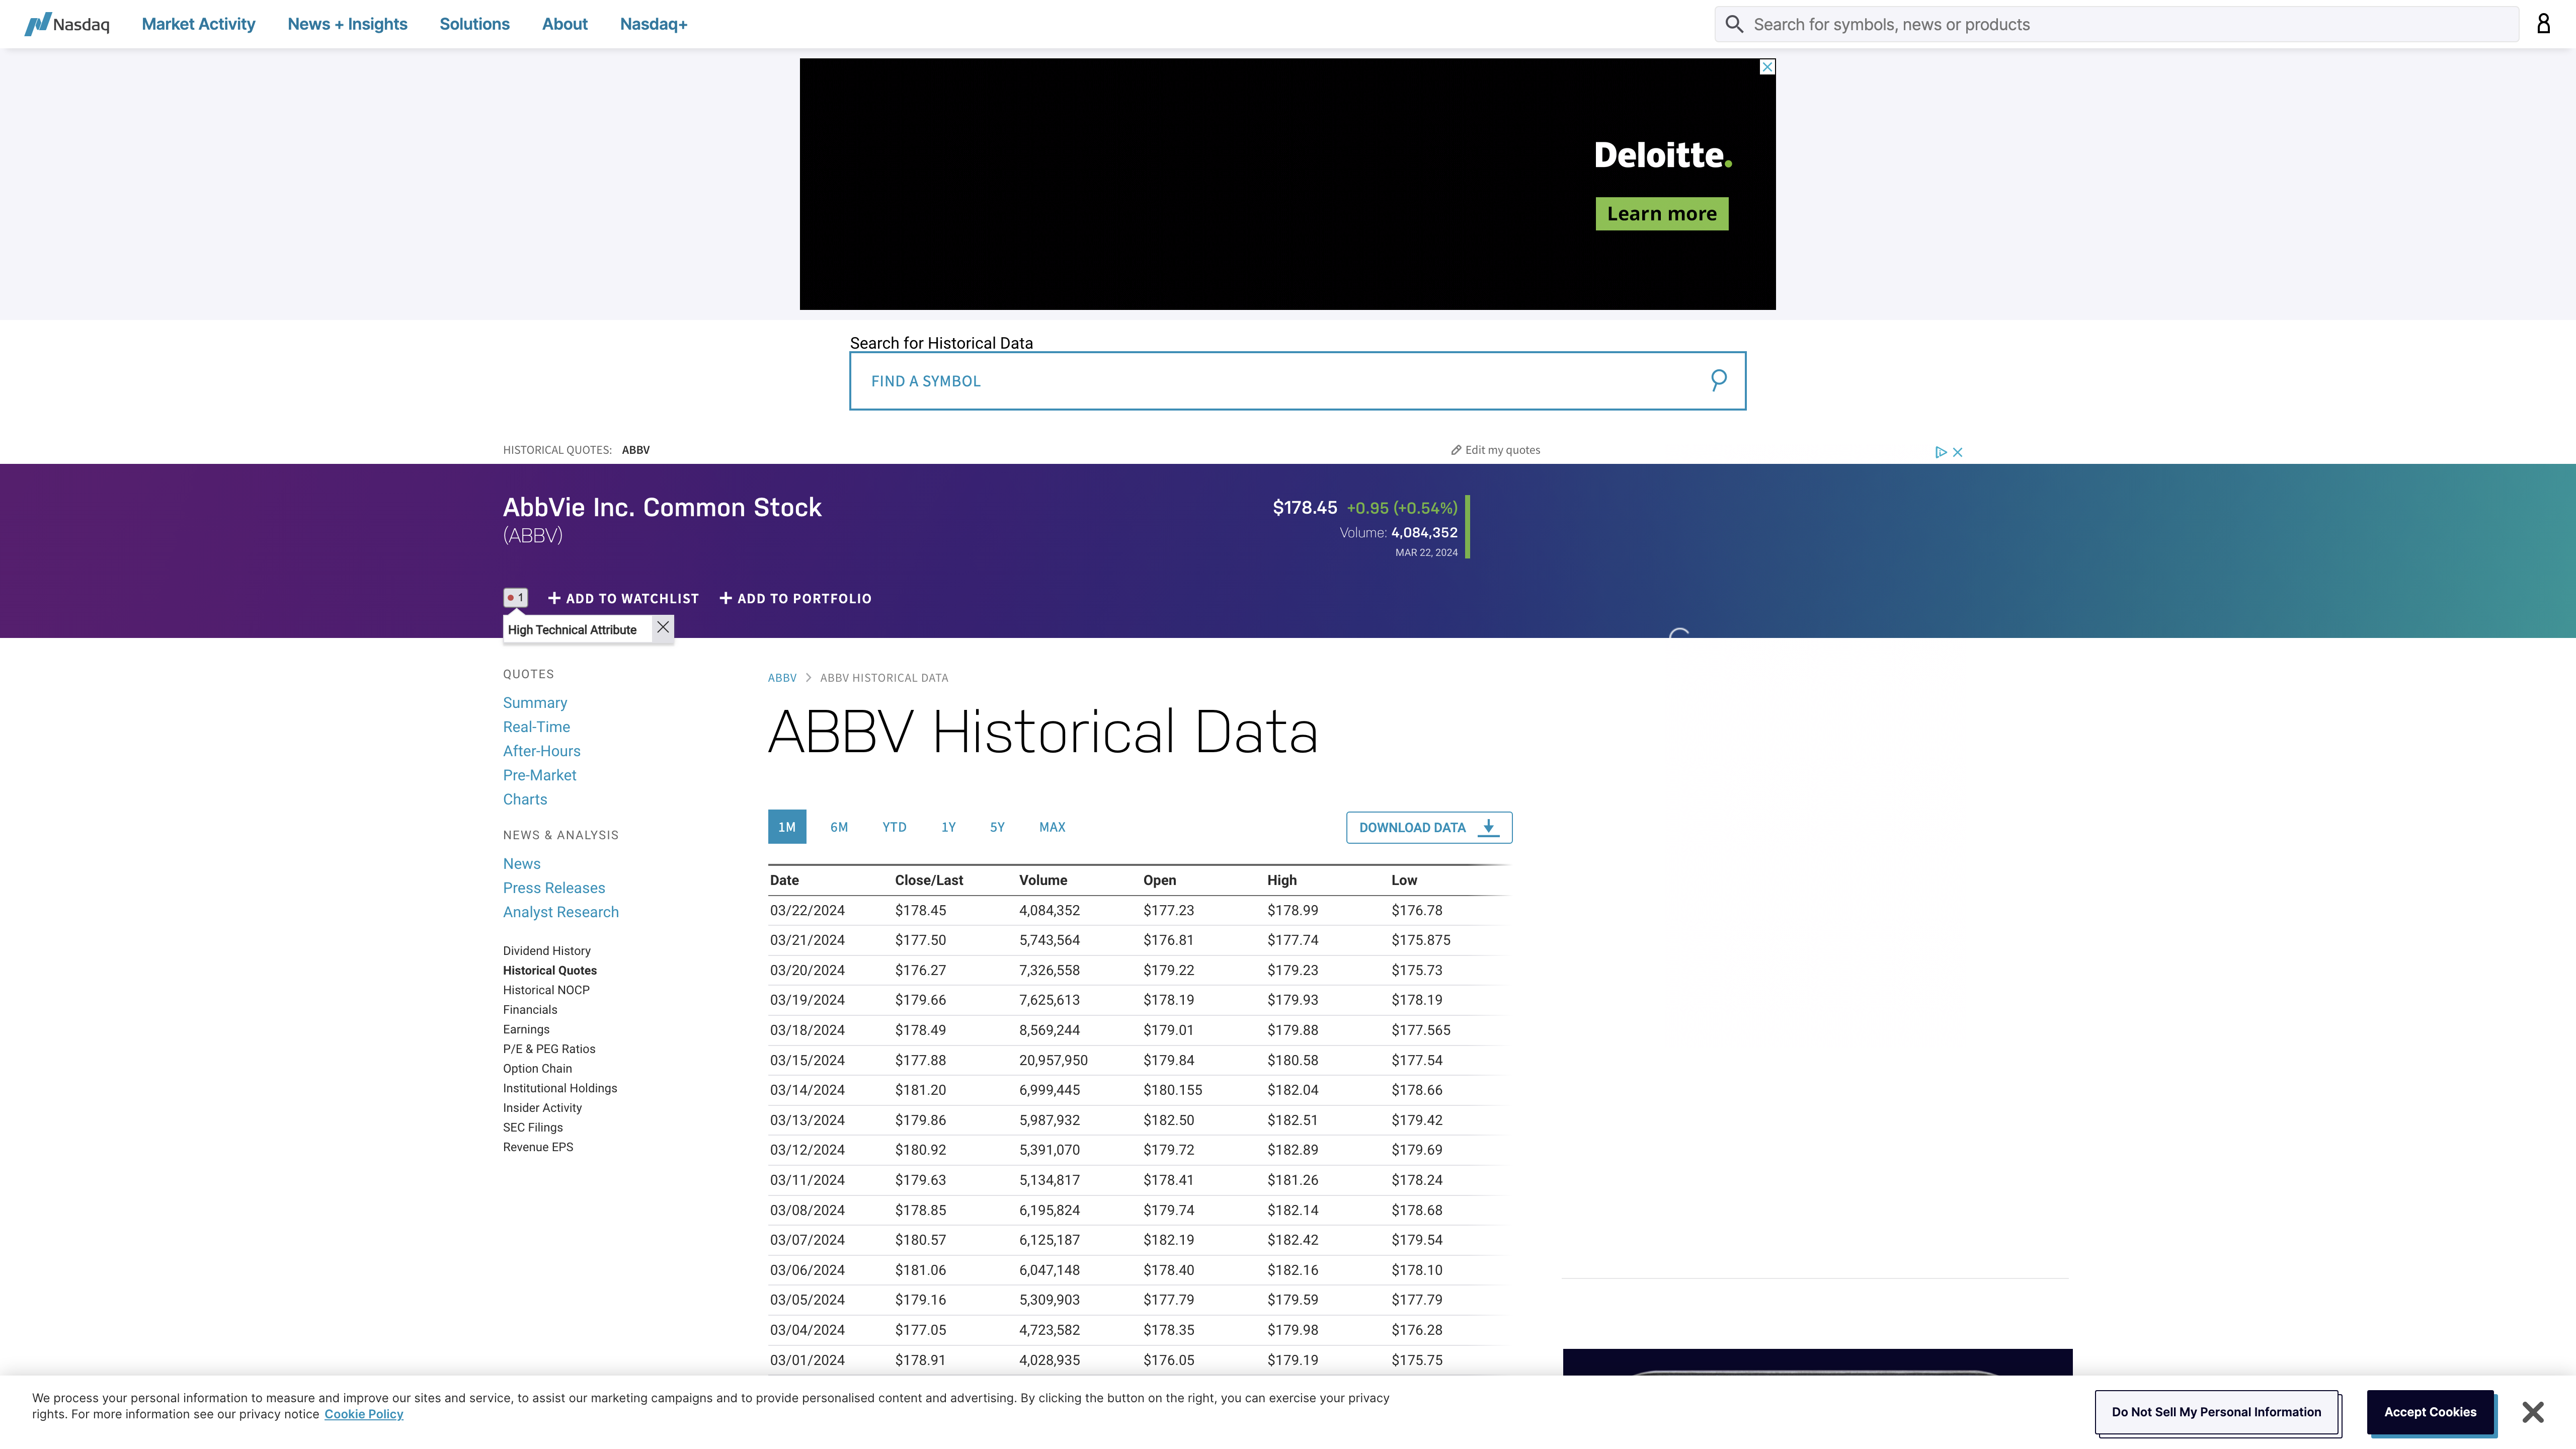 Nasdaq Market Activity News + Insights Solutions About Nasdaq+ Search for symbols, news or products
Deloitte.
Learn more
Search for Historical Data
FIND A SYMBOL
HISTORICAL QUOTES: ABBV Edit my quotes
AbbVie Inc. Common Stock
(ABBV)
$178.45 +0.95 (+0.54%)
Volume: 4,084,352
MAR 22, 2024
1 ADD TO WATCHLIST ADD TO PORTFOLIO
High Technical Attribute
QUOTES
Summary
Real-Time
After-Hours
Pre-Market
Charts
NEWS & ANALYSIS
News
Press Releases
Analyst Research
Dividend History
Historical Quotes
Historical NOCP
Financials
Earnings
P/E & PEG Ratios
Option Chain
Institutional Holdings
Insider Activity
SEC Filings
Revenue EPS
ABBV > ABBV HISTORICAL DATA
ABBV Historical Data
1M 6M YTD 1Y 5Y MAX DOWNLOAD DATA
Date Close/Last Volume Open High Low
03/22/2024 $178.45 4,084,352 $177.23 $178.99 $176.78
03/21/2024 $177.50 5,743,564 $176.81 $177.74 $175.875
03/20/2024 $176.27 7,326,558 $179.22 $179.23 $175.73
03/19/2024 $179.66 7,625,613 $178.19 $179.93 $178.19
03/18/2024 $178.49 8,569,244 $179.01 $179.88 $177.565
03/15/2024 $177.88 20,957,950 $179.84 $180.58 $177.54
03/14/2024 $181.20 6,999,445 $180.155 $182.04 $178.66
03/13/2024 $179.86 5,987,932 $182.50 $182.51 $179.42
03/12/2024 $180.92 5,391,070 $179.72 $182.89 $179.69
03/11/2024 $179.63 5,134,817 $178.41 $181.26 $178.24
03/08/2024 $178.85 6,195,824 $179.74 $182.14 $178.68
03/07/2024 $180.57 6,125,187 $182.19 $182.42 $179.54
03/06/2024 $181.06 6,047,148 $178.40 $182.16 $178.10
03/05/2024 $179.16 5,309,903 $177.79 $179.59 $177.79
03/04/2024 $177.05 4,723,582 $178.35 $179.98 $176.28
03/01/2024 $178.91 4,028,935 $176.05 $179.19 $175.75
We process your personal information to measure and improve our sites and service, to assist our marketing campaigns and to provide personalised content and advertising. By clicking the button on the right, you can exercise your privacy
rights. For more information see our privacy notice Cookie Policy
Do Not Sell My Personal Information
Accept Cookies